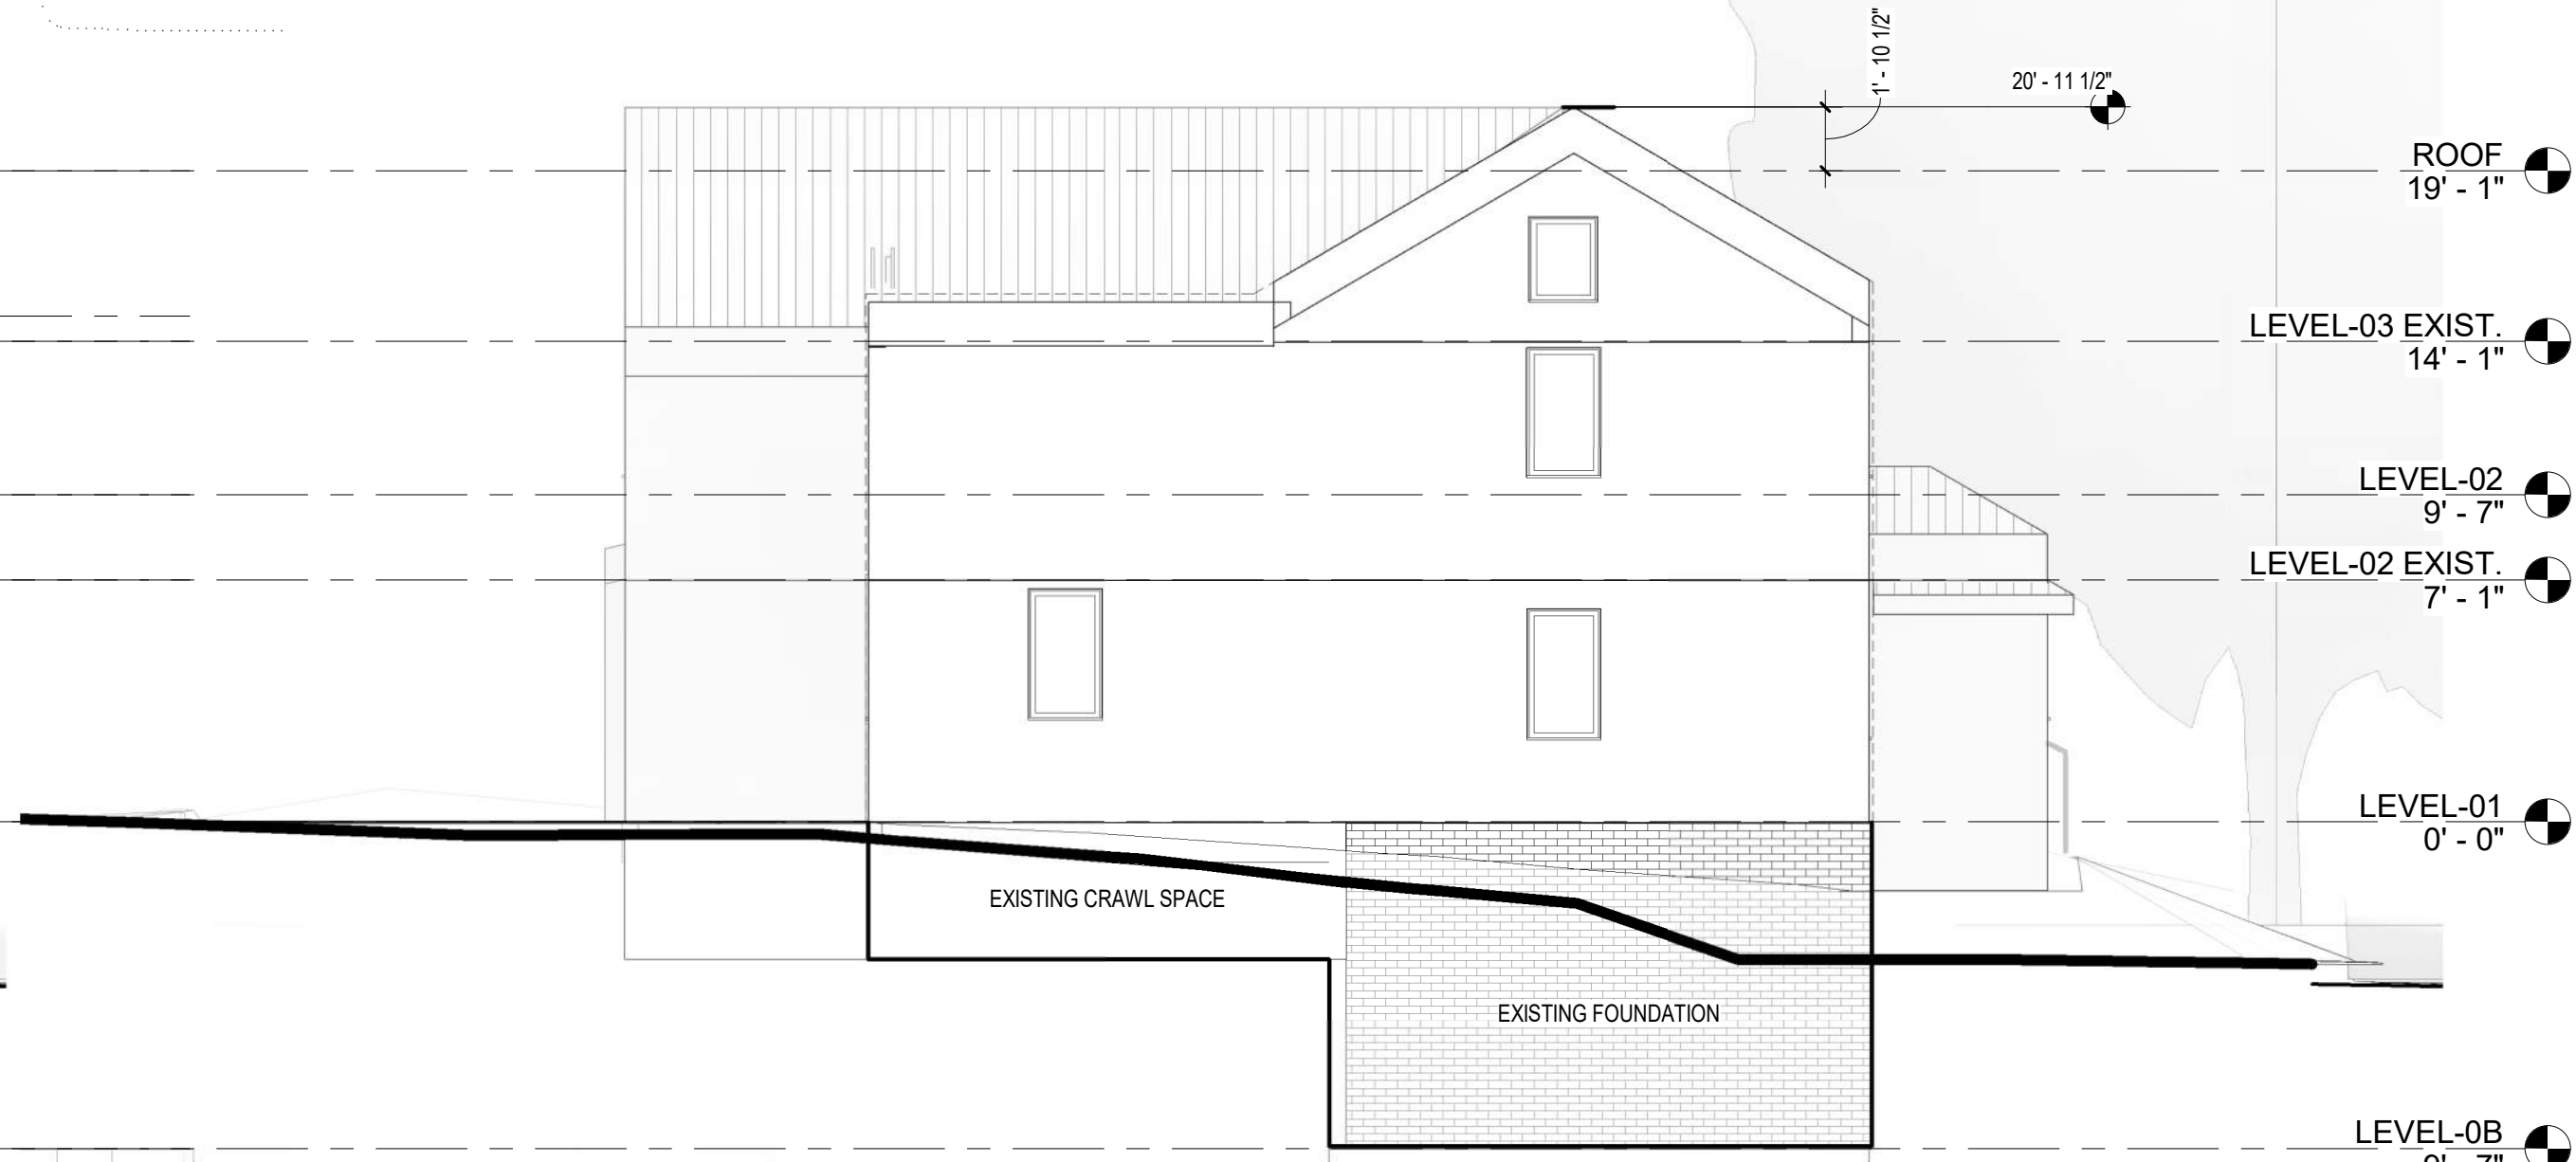 1' - 10 1/2"
20' - 11 1/2"
ROOF
19' - 1"
LEVEL-03 EXIST.
14' - 1"
LEVEL-02
9' - 7"
LEVEL-02 EXIST.
7' - 1"
LEVEL-01
0' - 0"
EXISTING CRAWL SPACE
EXISTING FOUNDATION
LEVEL-0B